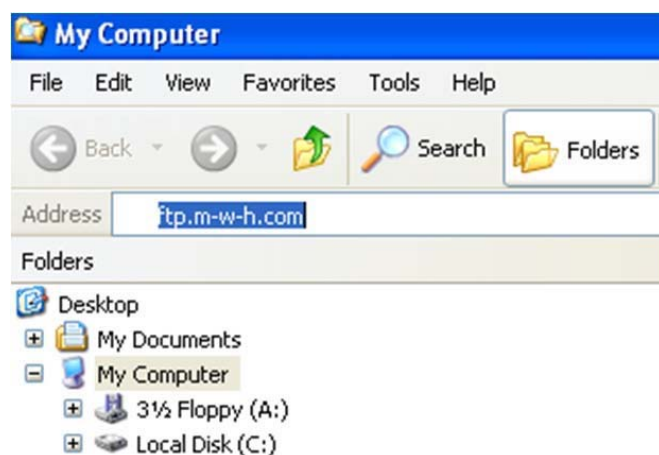 My Computer
File Edit View Favorites Tools Help
Back Search Folders
Address ftp.m-w-h.com
Folders
Desktop
My Documents
My Computer
3½ Floppy (A:)
Local Disk (C:)